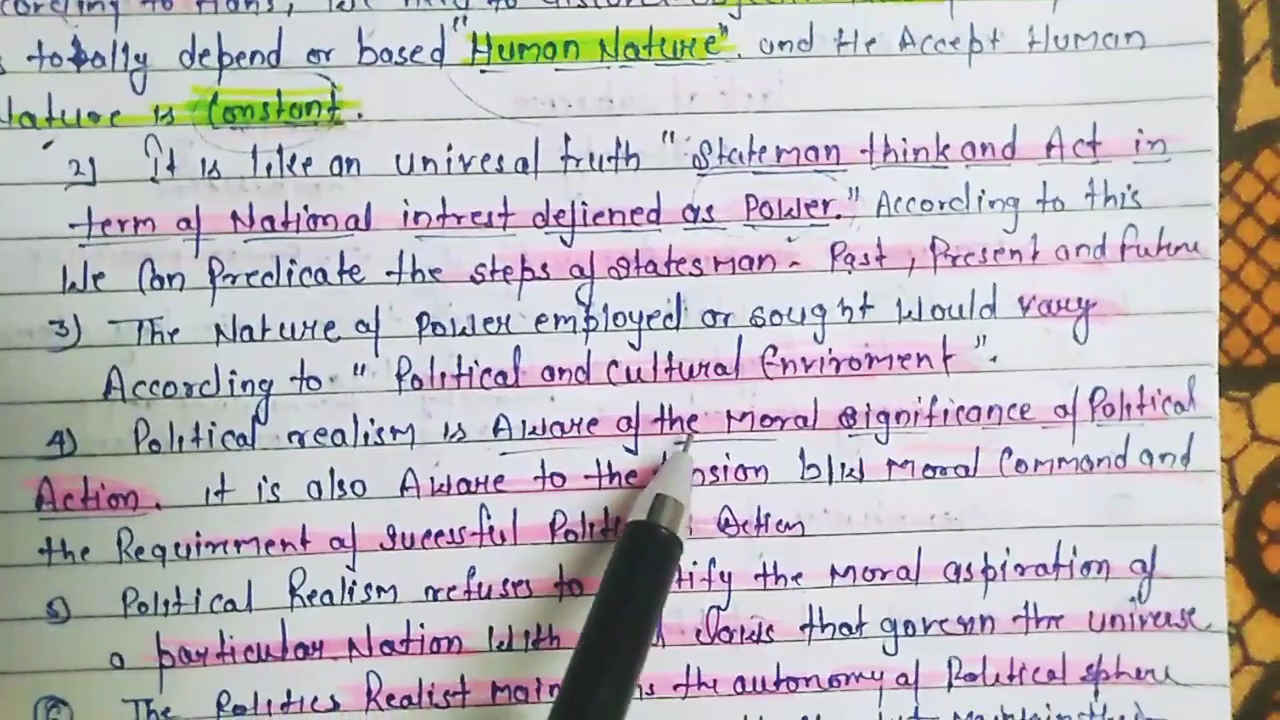 totally depend or based "Human Nature". and He Accept Human
Nature is Constant.
2) It is like an univesal truth "Stateman think and Act in
term of National intrest defiened as Power." According to this
We Can Predicate the steps of statesman - Past, Present and Future
3) The Nature of Power employed or sought would vary
According to "Political and Cultural Enviroment".
4) Political realism is Aware of the Moral significance of Political
Action. it is also Aware to the b/w Moral Command and
the Requirment of sucessful Action
5) Political Realism refuses to the Moral aspiration of
a particular Nation With that govern the universe
6) The Politics Realist the autonomy of Political sphere